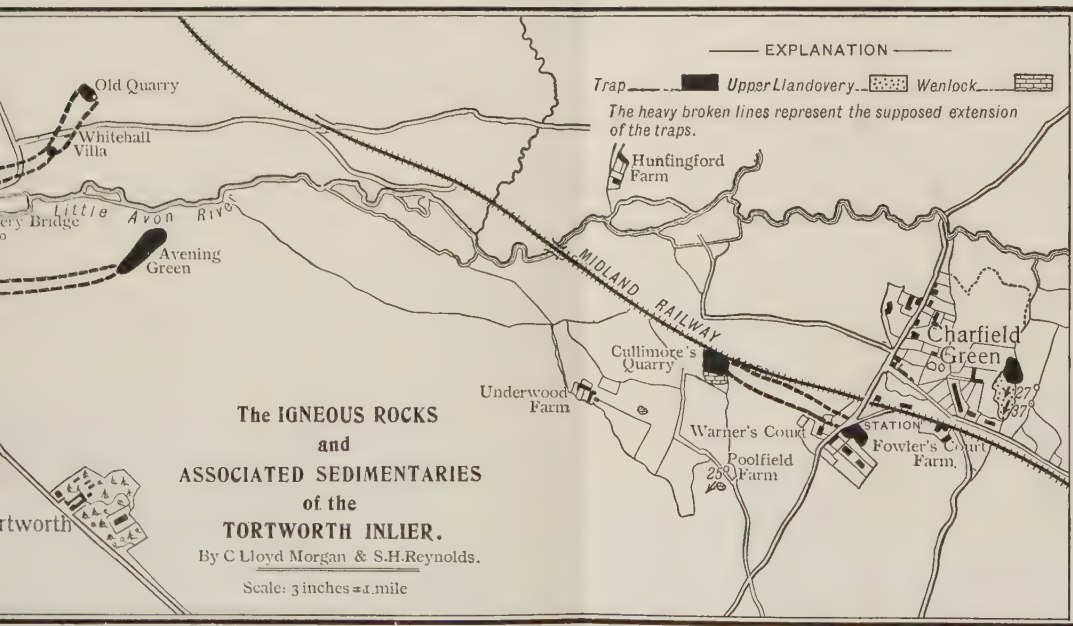 EXPLANATION
Trap Upper Llandovery Wenlock
The heavy broken lines represent the supposed extension
of the traps.
Old Quarry
Whitehall
Villa
Huntingford
Farm
Little Avon River
ery Bridge
Avening
Green
MIDLAND RAILWAY
Charfield
Green
Cullimore's
Quarry
27°
37°
Underwood
Farm
Warner's Court
STATION
Fowler's Court
Farm.
Poolfield
Farm
25°
rtworth
The IGNEOUS ROCKS
and
ASSOCIATED SEDIMENTARIES
of the
TORTWORTH INLIER.
By C Lloyd Morgan & S.H.Reynolds.
Scale: 3 inches = 1.mile